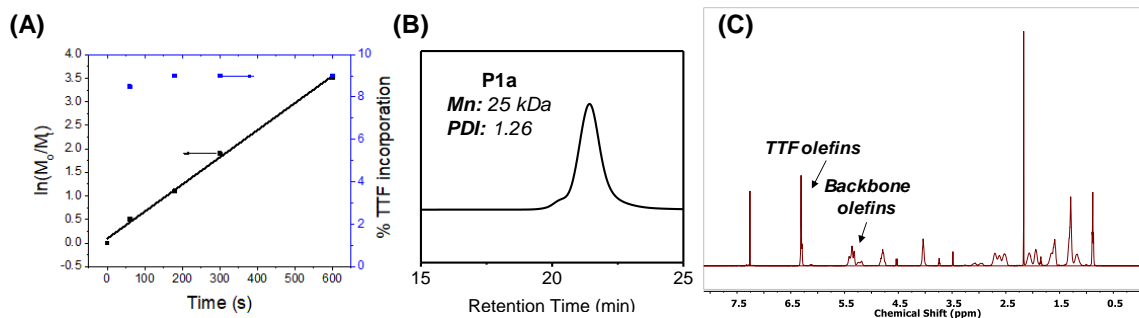 (A)
(B)
(C)
ln(M₀/Mₜ)
4.0
3.5
3.0
2.5
2.0
1.5
1.0
0.5
0.0
-0.5
0 100 200 300 400 500 600
Time (s)
10
8
6
4
2
0
% TTF incorporation
P1a
Mn: 25 kDa
PDI: 1.26
15 20 25
Retention Time (min)
TTF olefins
Backbone
olefins
7.5 6.5 5.5 4.5 3.5 2.5 1.5 0.5
Chemical Shift (ppm)